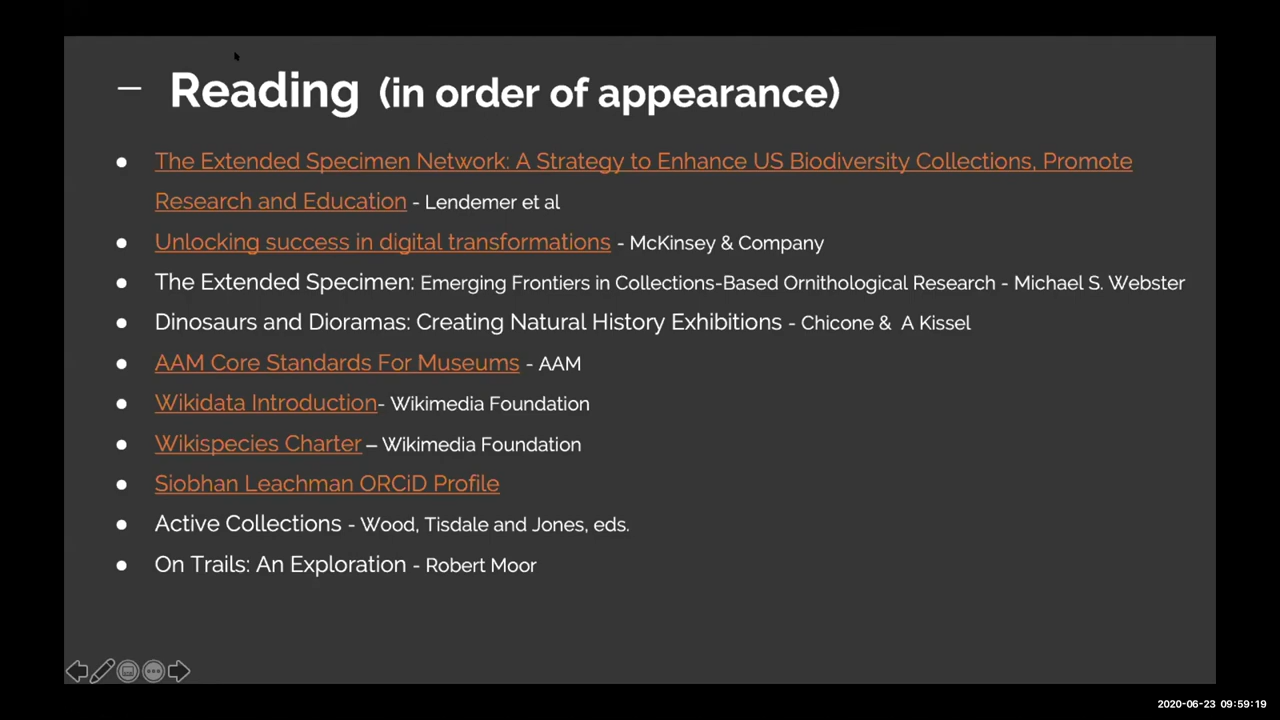 Reading (in order of appearance)
● The Extended Specimen Network: A Strategy to Enhance US Biodiversity Collections, Promote
Research and Education - Lendemer et al
● Unlocking success in digital transformations - McKinsey & Company
● The Extended Specimen: Emerging Frontiers in Collections-Based Ornithological Research - Michael S. Webster
● Dinosaurs and Dioramas: Creating Natural History Exhibitions - Chicone & A Kissel
● AAM Core Standards For Museums - AAM
● Wikidata Introduction- Wikimedia Foundation
● Wikispecies Charter – Wikimedia Foundation
● Siobhan Leachman ORCiD Profile
● Active Collections - Wood, Tisdale and Jones, eds.
● On Trails: An Exploration - Robert Moor
2020-06-23 09:59:19